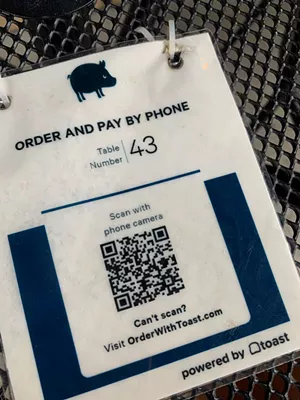 ORDER AND PAY BY PHONE
Table
Number
43
Scan with
phone camera
Can't scan?
Visit OrderWithToast.com
powered by toast